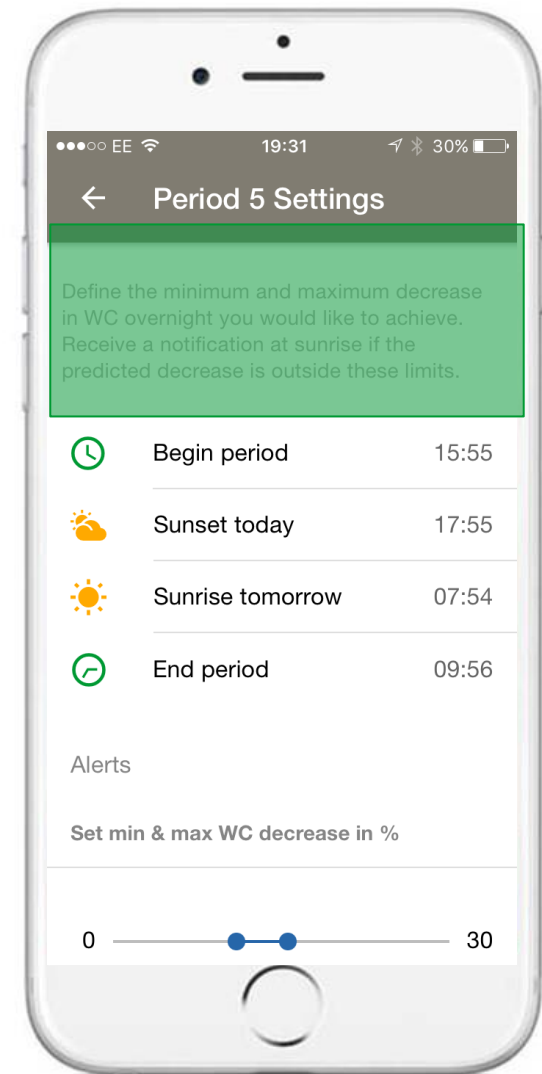 EE 19:31 30%
Period 5 Settings
Define the minimum and maximum decrease
in WC overnight you would like to achieve.
Receive a notification at sunrise if the
predicted decrease is outside these limits.
Begin period 15:55
Sunset today 17:55
Sunrise tomorrow 07:54
End period 09:56
Alerts
Set min & max WC decrease in %
0 30